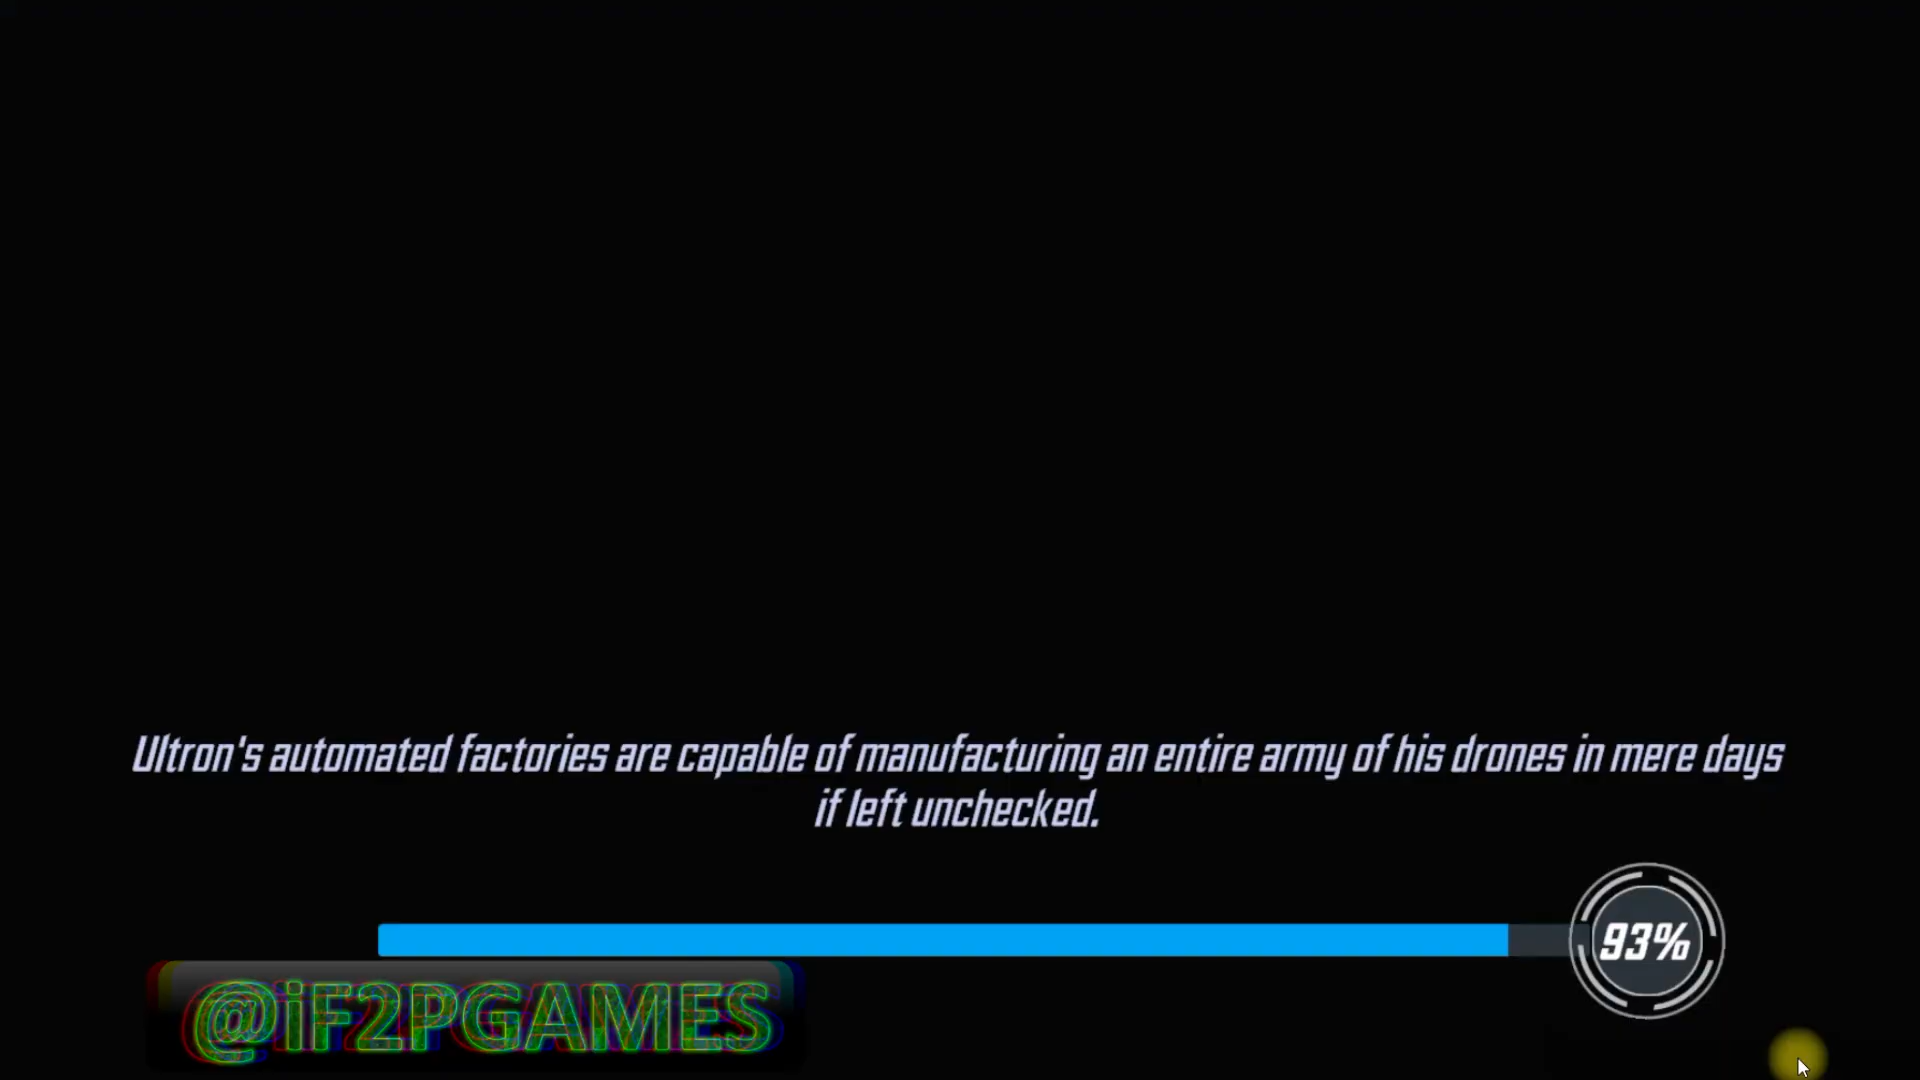 Ultron's automated factories are capable of manufacturing an entire army of his drones in mere days
if left unchecked.
93%
@iF2PGAMES